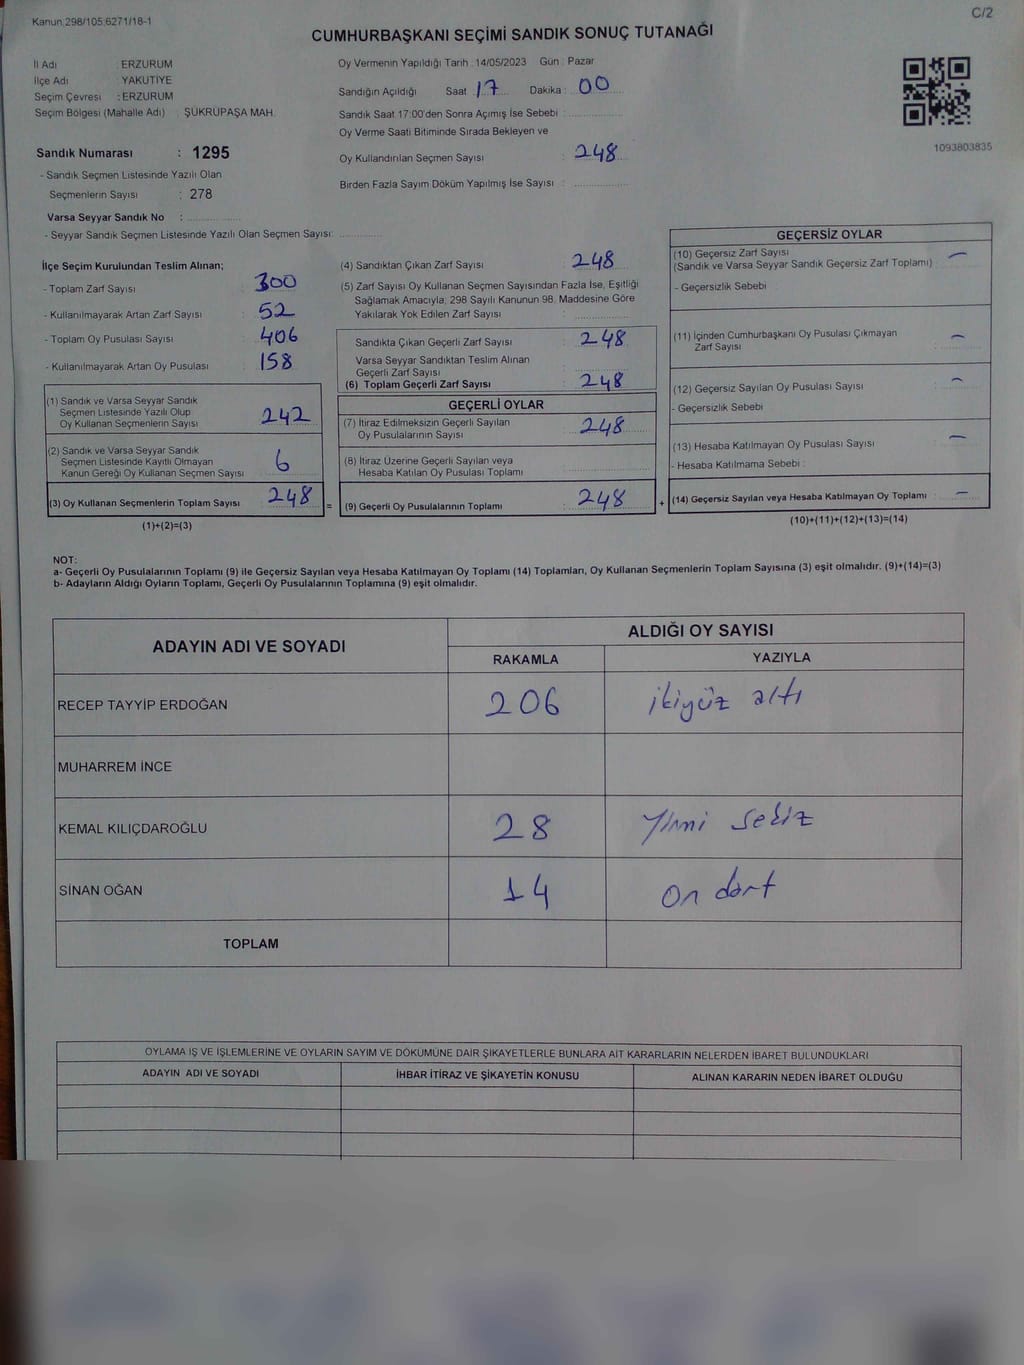 Kanun 298/105,6271/18-1
C/2
CUMHURBAŞKANI SEÇİMİ SANDIK SONUÇ TUTANAĞI
İl Adı : ERZURUM
İlçe Adı : YAKUTİYE
Seçim Çevresi : ERZURUM
Seçim Bölgesi (Mahalle Adı) : ŞÜKRÜPAŞA MAH.
Sandık Numarası : 1295
- Sandık Seçmen Listesinde Yazılı Olan
Seçmenlerin Sayısı : 278
Varsa Seyyar Sandık No :
- Seyyar Sandık Seçmen Listesinde Yazılı Olan Seçmen Sayısı:
Oy Vermenin Yapıldığı Tarih : 14/05/2023 Gün : Pazar
Sandığın Açıldığı Saat : 17 Dakika : 00
Sandık Saat 17:00'den Sonra Açımış İse Sebebi :
Oy Verme Saati Bitiminde Sırada Bekleyen ve
Oy Kullandırılan Seçmen Sayısı : 248
Birden Fazla Sayım Döküm Yapılmış İse Sayısı :
1093803835
İlçe Seçim Kurulundan Teslim Alınan;
- Toplam Zarf Sayısı : 300
- Kullanılmayarak Artan Zarf Sayısı : 52
- Toplam Oy Pusulası Sayısı : 406
- Kullanılmayarak Artan Oy Pusulası : 158
(1) Sandık ve Varsa Seyyar Sandık
Seçmen Listesinde Yazılı Olup
Oy Kullanan Seçmenlerin Sayısı : 242
(2) Sandık ve Varsa Seyyar Sandık
Seçmen Listesinde Kayıtlı Olmayan
Kanun Gereği Oy Kullanan Seçmen Sayısı : 6
(3) Oy Kullanan Seçmenlerin Toplam Sayısı : 248
(1)+(2)=(3)
=
(4) Sandıktan Çıkan Zarf Sayısı : 248
(5) Zarf Sayısı Oy Kullanan Seçmen Sayısından Fazla İse, Eşitliği
Sağlamak Amacıyla; 298 Sayılı Kanunun 98. Maddesine Göre
Yakılarak Yok Edilen Zarf Sayısı :
Sandıkta Çıkan Geçerli Zarf Sayısı : 248
Varsa Seyyar Sandıktan Teslim Alınan
Geçerli Zarf Sayısı :
(6) Toplam Geçerli Zarf Sayısı : 248
GEÇERLİ OYLAR
(7) İtiraz Edilmeksizin Geçerli Sayılan
Oy Pusulalarının Sayısı : 248
(8) İtiraz Üzerine Geçerli Sayılan veya
Hesaba Katılan Oy Pusulası Toplamı :
(9) Geçerli Oy Pusulalarının Toplamı : 248
+
GEÇERSİZ OYLAR
(10) Geçersiz Zarf Sayısı
(Sandık ve Varsa Seyyar Sandık Geçersiz Zarf Toplamı) : –
- Geçersizlik Sebebi
(11) İçinden Cumhurbaşkanı Oy Pusulası Çıkmayan
Zarf Sayısı : –
(12) Geçersiz Sayılan Oy Pusulası Sayısı : –
- Geçersizlik Sebebi
(13) Hesaba Katılmayan Oy Pusulası Sayısı : –
- Hesaba Katılmama Sebebi :
(14) Geçersiz Sayılan veya Hesaba Katılmayan Oy Toplamı : –
(10)+(11)+(12)+(13)=(14)
NOT:
a- Geçerli Oy Pusulalarının Toplamı (9) ile Geçersiz Sayılan veya Hesaba Katılmayan Oy Toplamı (14) Toplamları, Oy Kullanan Seçmenlerin Toplam Sayısına (3) eşit olmalıdır. (9)+(14)=(3)
b- Adayların Aldığı Oyların Toplamı, Geçerli Oy Pusulalarının Toplamına (9) eşit olmalıdır.
ADAYIN ADI VE SOYADI
ALDIĞI OY SAYISI
RAKAMLA YAZIYLA
RECEP TAYYİP ERDOĞAN 206 ikiyüz altı
MUHARREM İNCE
KEMAL KILIÇDAROĞLU 28 Yirmi sekiz
SİNAN OĞAN 14 On dört
TOPLAM
OYLAMA İŞ VE İŞLEMLERİNE VE OYLARIN SAYIM VE DÖKÜMÜNE DAİR ŞİKAYETLERLE BUNLARA AİT KARARLARIN NELERDEN İBARET BULUNDUKLARI
ADAYIN ADI VE SOYADI İHBAR İTİRAZ VE ŞİKAYETİN KONUSU ALINAN KARARIN NEDEN İBARET OLDUĞU